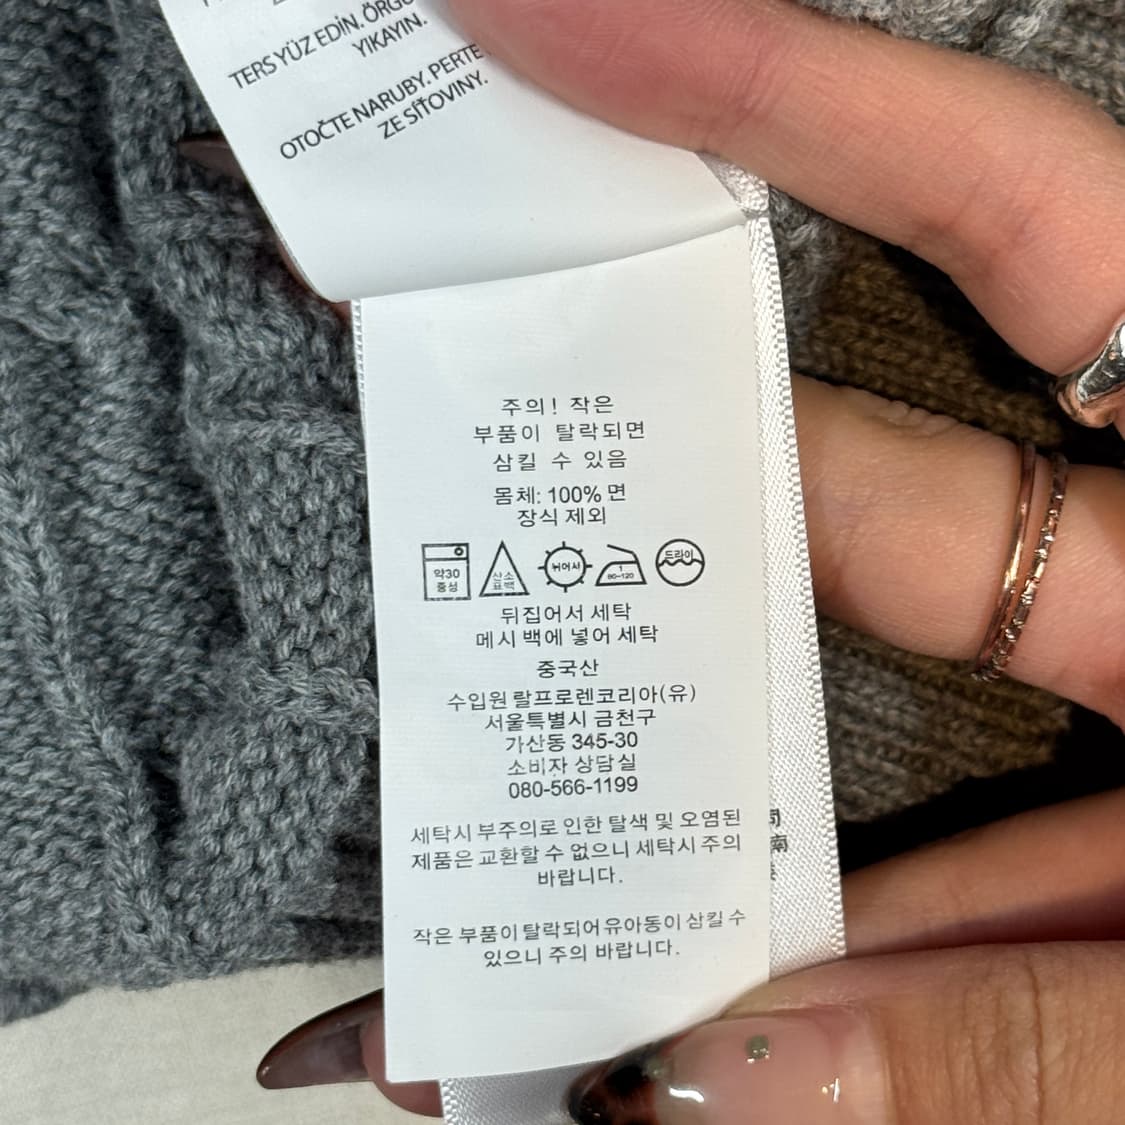 TERS YÜZ EDİN. ÖRGÜ
YIKAYIN.
OTOČTE NARUBY. PERTE
ZE SÍŤOVINY.
주의! 작은
부품이 탈락되면
삼킬 수 있음
몸체: 100% 면
장식 제외
약30
중성
산소
표백
뉘어서
1
80-120
드라이
뒤집어서 세탁
메시 백에 넣어 세탁
중국산
수입원 랄프로렌코리아(유)
서울특별시 금천구
가산동 345-30
소비자 상담실
080-566-1199
세탁시 부주의로 인한 탈색 및 오염된
제품은 교환할 수 없으니 세탁시 주의
바랍니다.
작은 부품이탈락되어유아동이 삼킬 수
있으니 주의 바랍니다.